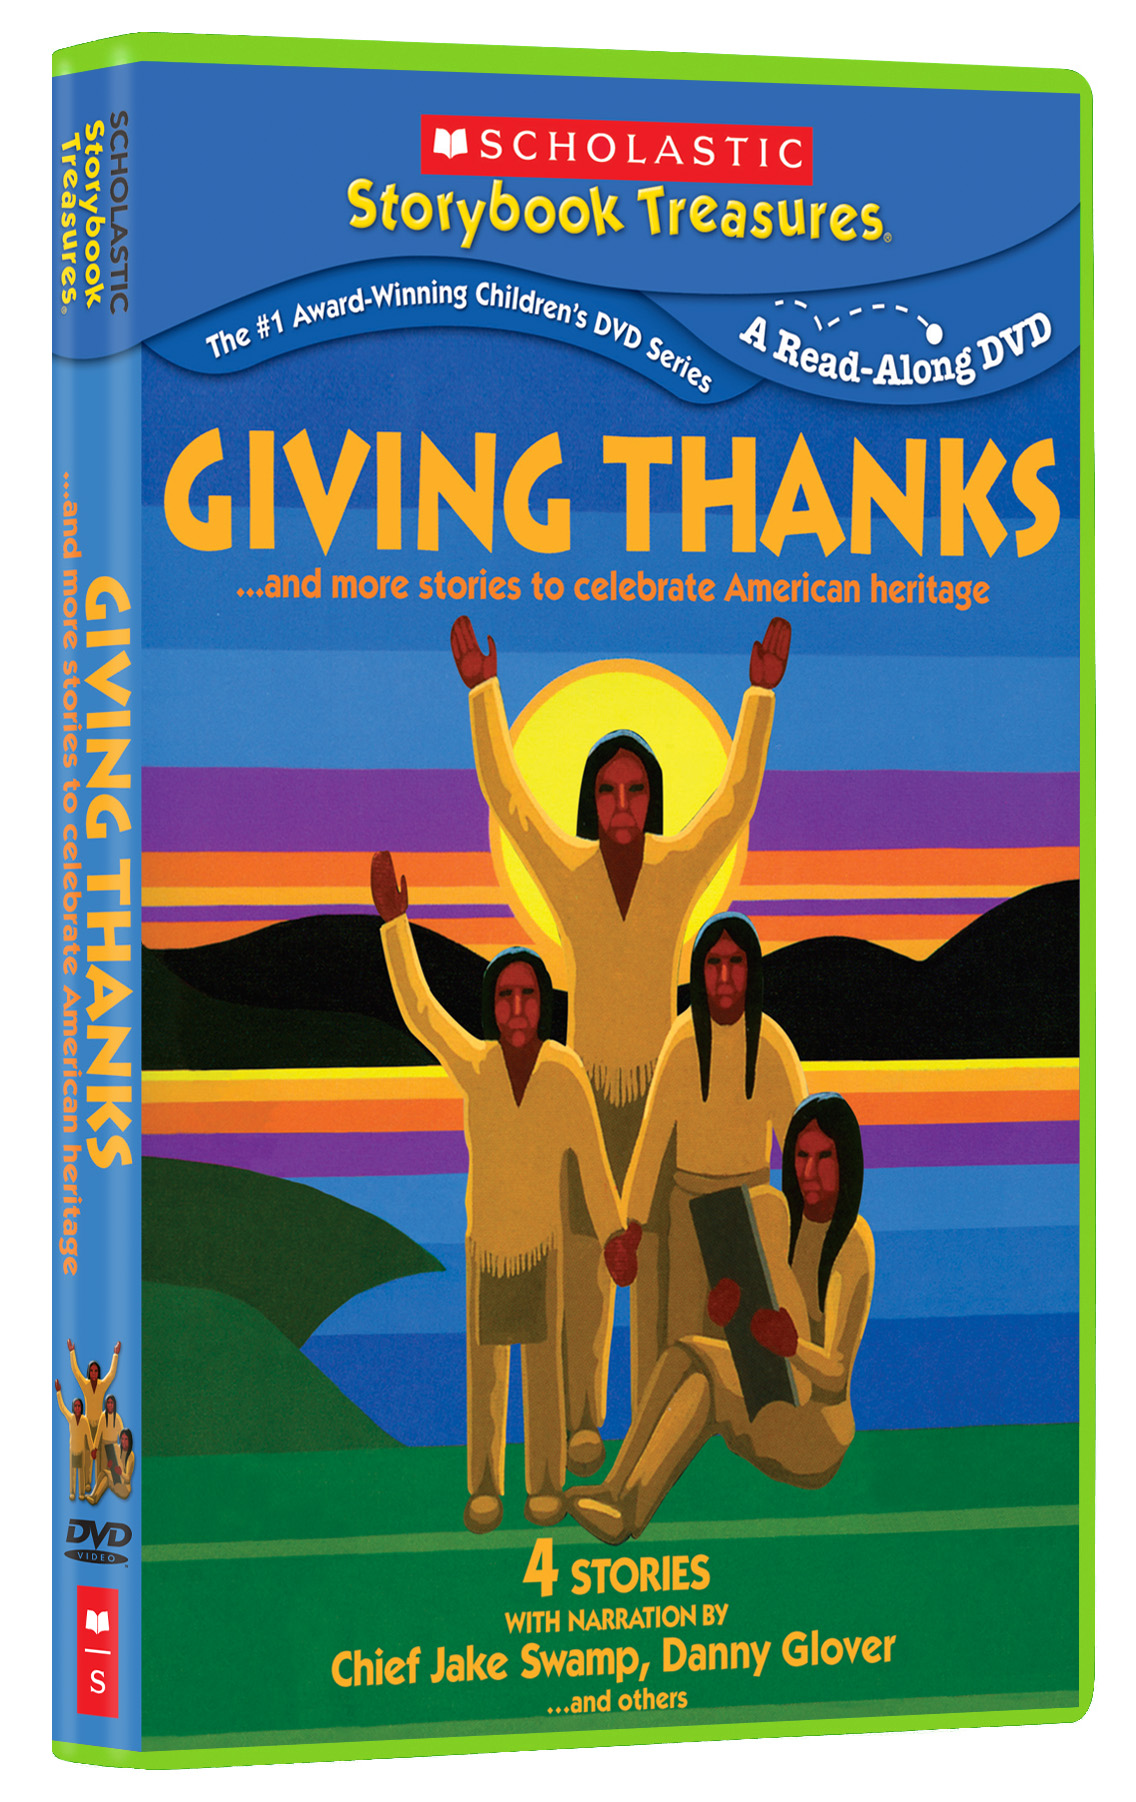 SCHOLASTIC
Storybook Treasures®
The #1 Award-Winning Children's DVD Series
A Read-Along DVD
GIVING THANKS
...and more stories to celebrate American heritage
4 STORIES
WITH NARRATION BY
Chief Jake Swamp, Danny Glover
...and others
SCHOLASTIC
Storybook
Treasures®
GIVING THANKS
...and more stories to celebrate American heritage
DVD
VIDEO
S